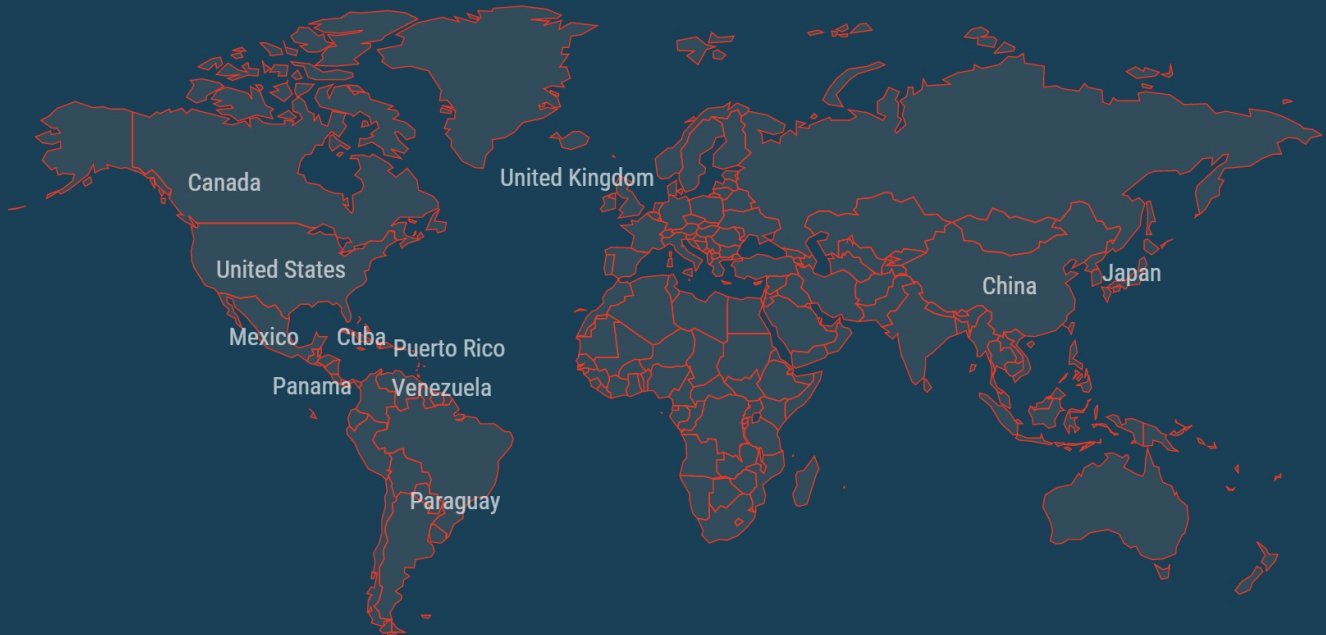 United Kingdom
Canada
United States
Japan
China
Mexico
Cuba
Puerto Rico
Panama
Venezuela
Paraguay